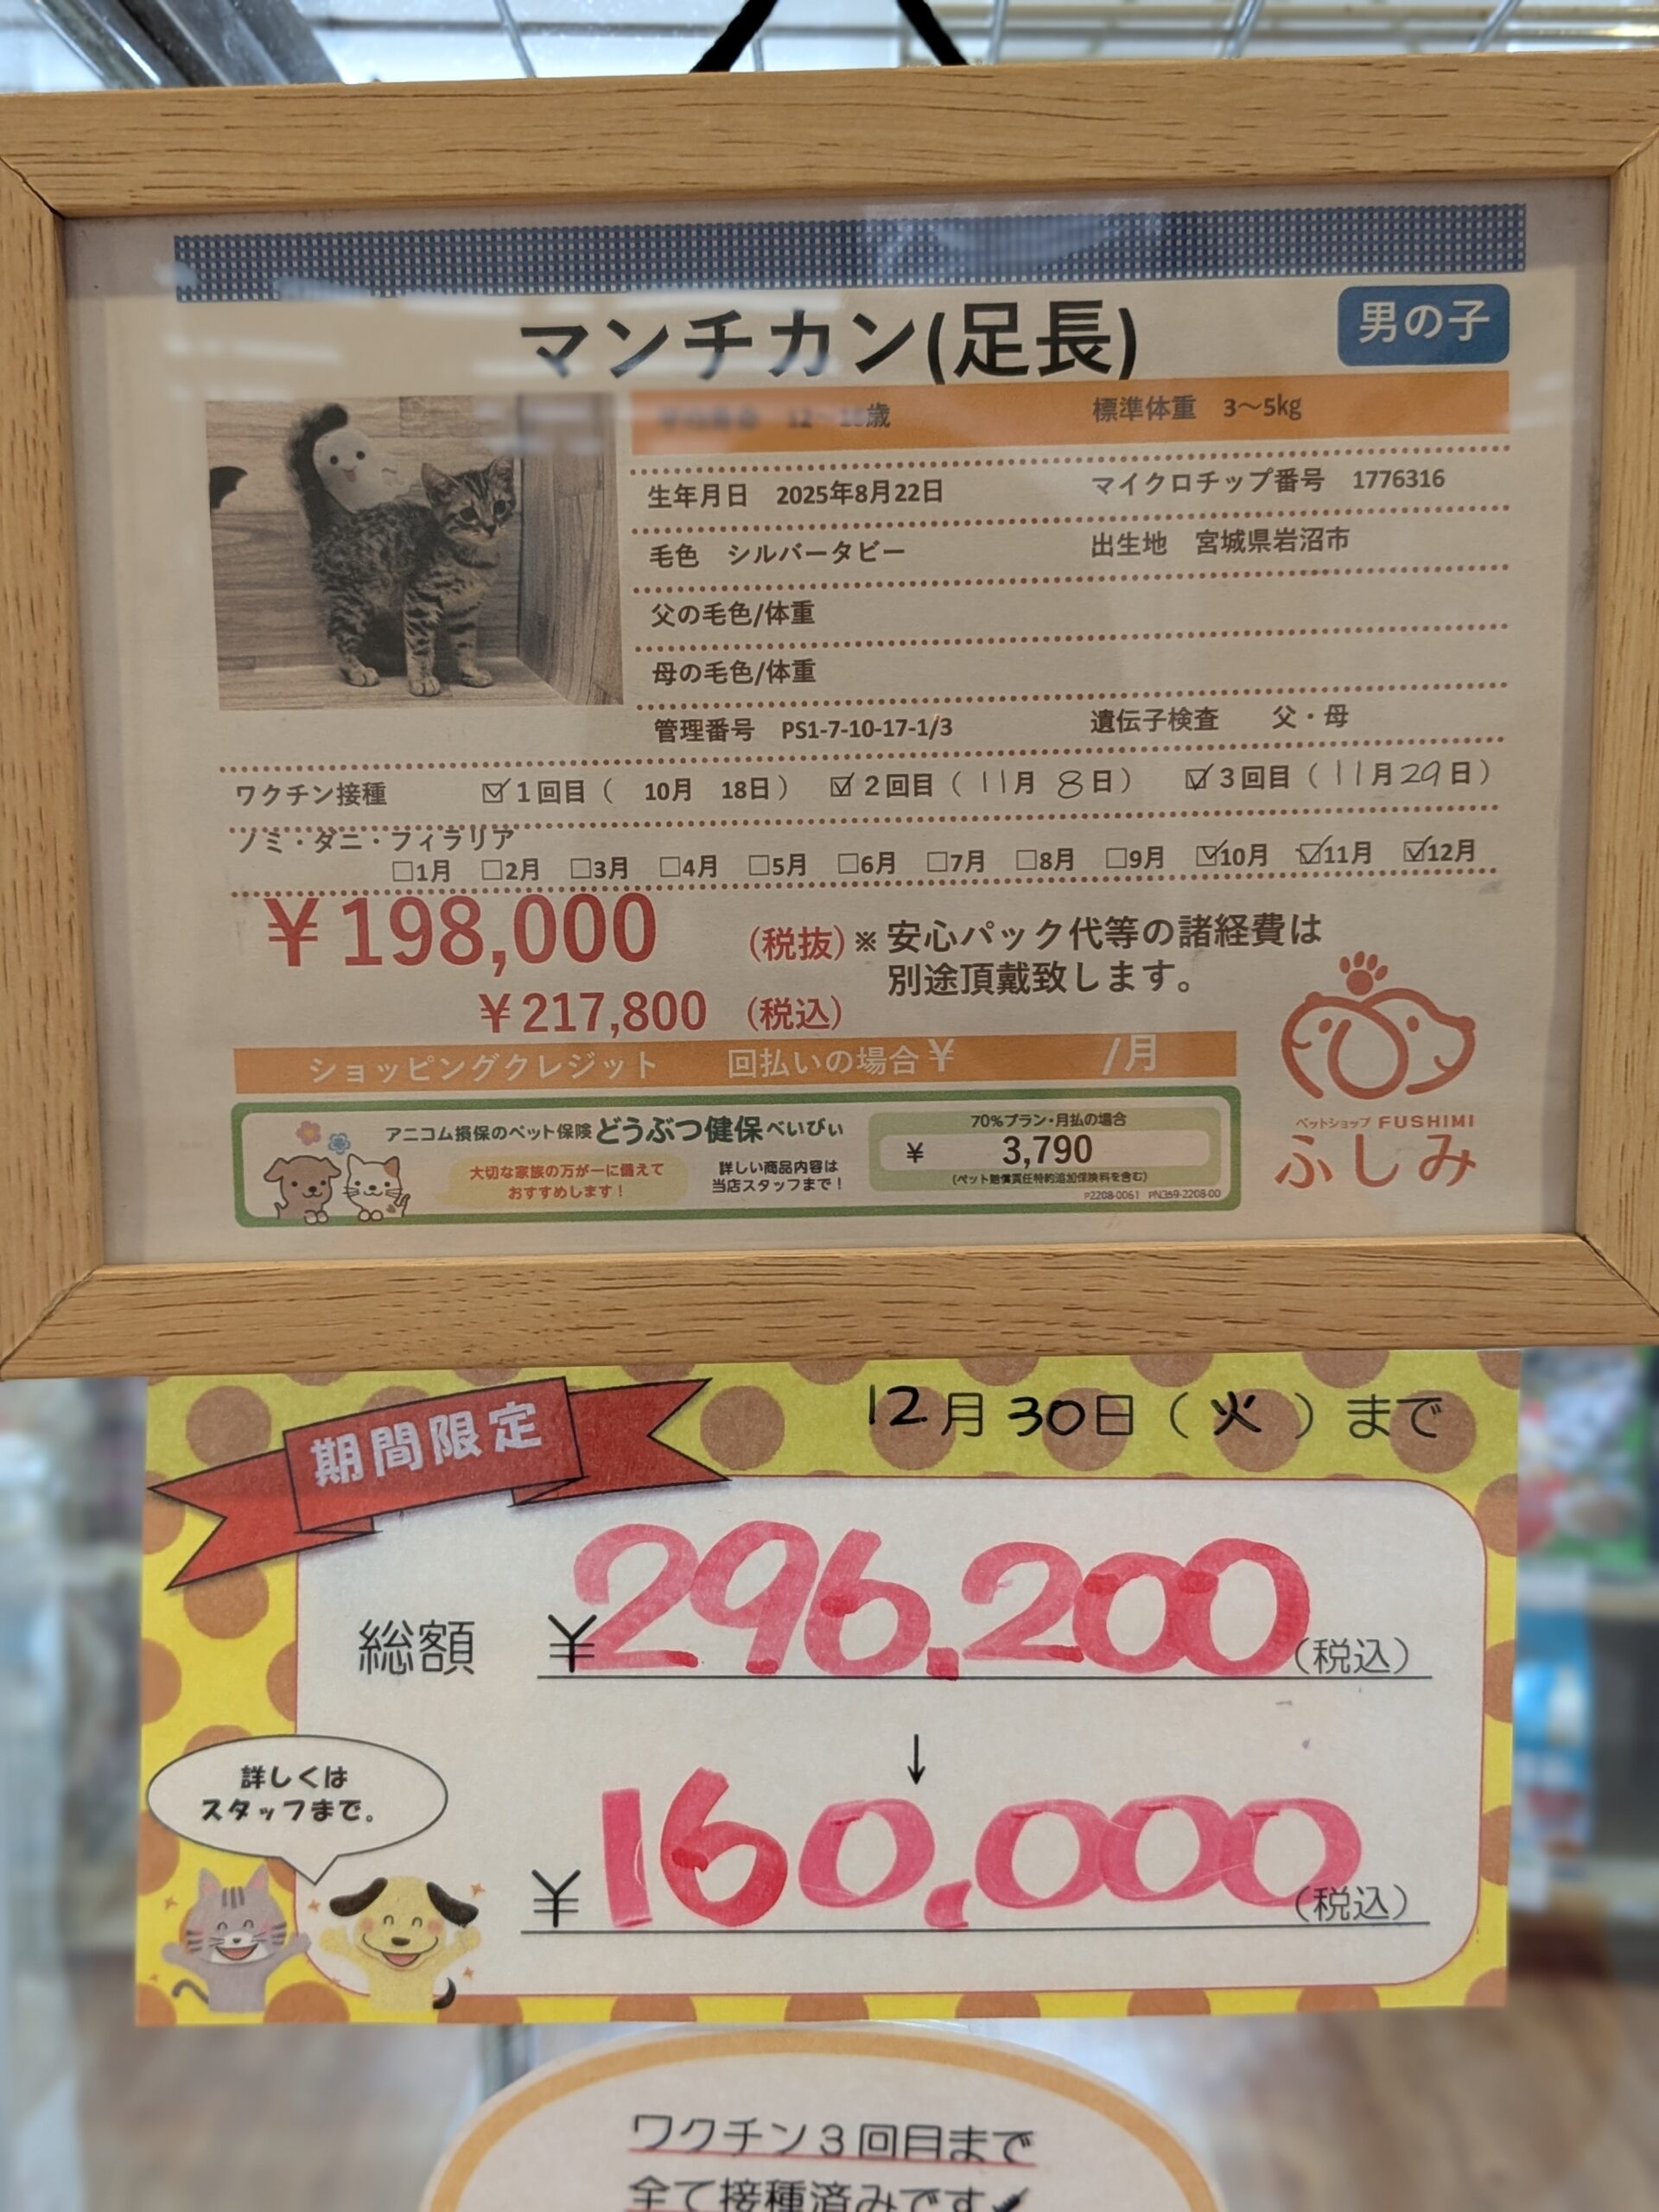 マンチカン(足長)
男の子
歳 標準体重 3〜5kg
生年月日 2025年8月22日 マイクロチップ番号 1776316
毛色 シルバータビー 出生地 宮城県岩沼市
父の毛色/体重
母の毛色/体重
管理番号 PS1-7-10-17-1/3 遺伝子検査 父・母
ワクチン接種 ☑1回目( 10月 18日) ☑2回目(11月 8日) ☑3回目(11月29日)
ノミ・ダニ・フィラリア
□1月 □2月 □3月 □4月 □5月 □6月 □7月 □8月 □9月 ☑10月 ☑11月 ☑12月
¥198,000 (税抜) ※安心パック代等の諸経費は
別途頂戴致します。
¥217,800 (税込)
ショッピングクレジット 回払いの場合¥ /月
アニコム損保のペット保険 どうぶつ健保べいびぃ
大切な家族の万が一に備えて
おすすめします!
詳しい商品内容は
当店スタッフまで!
70%プラン・月払の場合
¥ 3,790
(ペット賠償責任特約追加保険料を含む)
P2208-0061 PN369-2208-00
ペットショップ FUSHIMI
ふしみ
期間限定
12月30日(火)まで
総額 ¥296,200(税込)
↓
¥160,000(税込)
詳しくは
スタッフまで。
ワクチン3回目まで
全て接種済みです✓